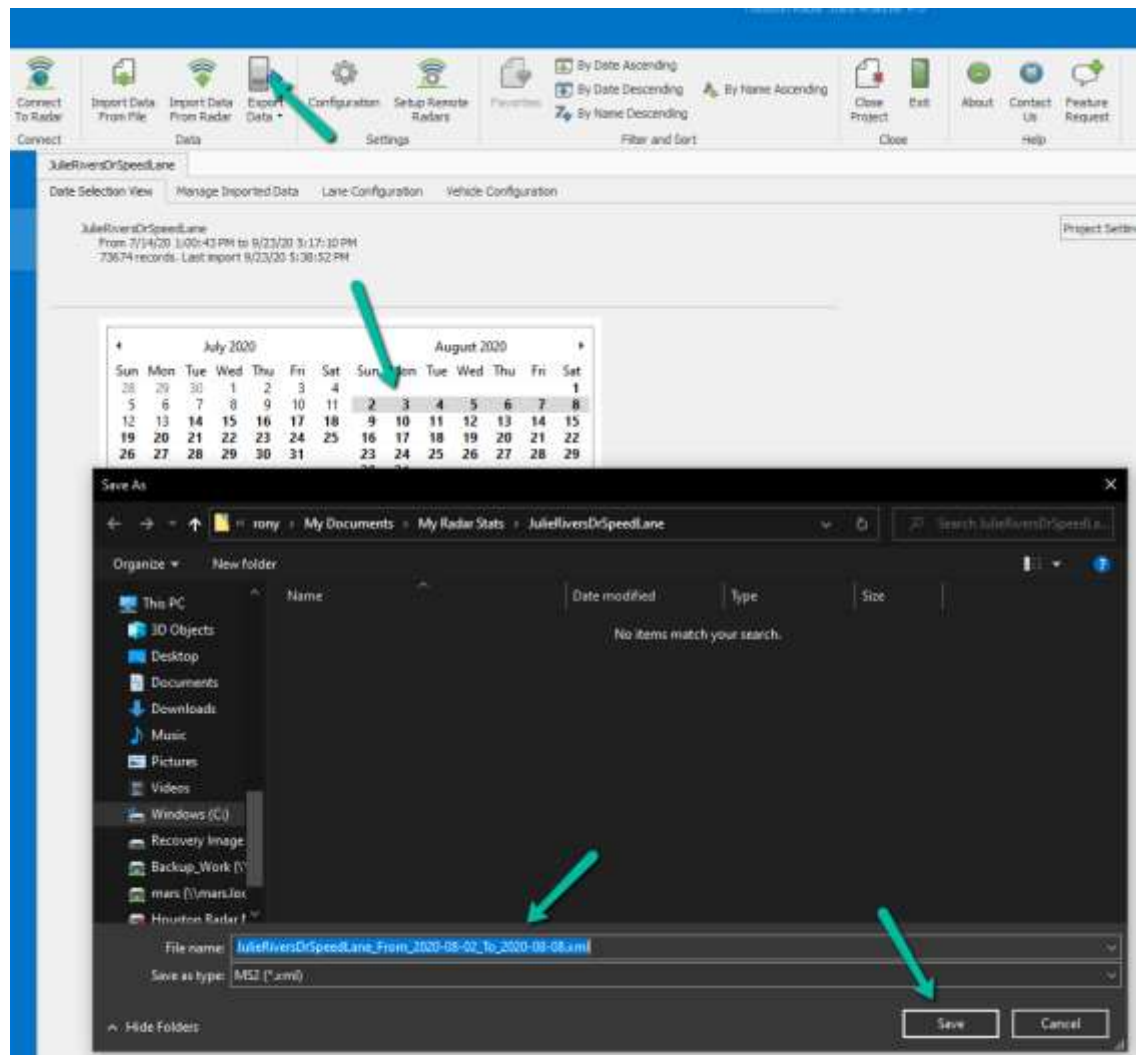 Connect To Radar
Import Data From File
Import Data From Radar
Export Data
Configuration
Setup Remote Radars
Favorites
By Date Ascending
By Date Descending
By Name Descending
By Name Ascending
Close Project
Exit
About
Contact Us
Feature Request
Connect
Data
Settings
Filter and Sort
Close
Help
JulieRiversDrSpeedLane
Date Selection View Manage Imported Data Lane Configuration Vehicle Configuration
JulieRiversDrSpeedLane
From 7/14/20 1:00:43 PM to 9/23/20 5:17:10 PM
73674 records. Last import 9/23/20 5:38:52 PM
Project
July 2020 August 2020
Sun Mon Tue Wed Thu Fri Sat Sun Mon Tue Wed Thu Fri Sat
28 29 30 1 2 3 4 1
5 6 7 8 9 10 11 2 3 4 5 6 7 8
12 13 14 15 16 17 18 9 10 11 12 13 14 15
19 20 21 22 23 24 25 16 17 18 19 20 21 22
26 27 28 29 30 31 23 24 25 26 27 28 29
Save As
rony My Documents My Radar Stats JulieRiversDrSpeedLane
Search JulieRiversDrSpeedLa...
Organize New folder
Name Date modified Type Size
No items match your search.
This PC
3D Objects
Desktop
Documents
Downloads
Music
Pictures
Videos
Windows (C:)
Recovery Image
Backup_Work (\\
mars (\\mars.loc
Houston Radar
File name: JulieRiversDrSpeedLane_From_2020-08-02_To_2020-08-08.xml
Save as type: MS2 (*.xml)
Hide Folders
Save Cancel